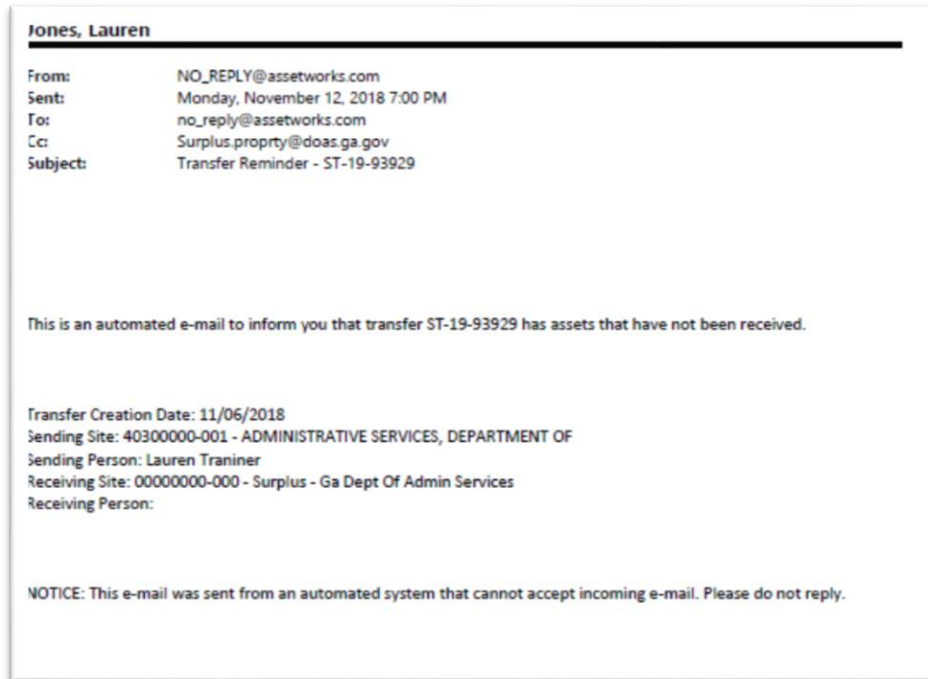 Jones, Lauren
From: NO_REPLY@assetworks.com
Sent: Monday, November 12, 2018 7:00 PM
To: no_reply@assetworks.com
Cc: Surplus.proprty@doas.ga.gov
Subject: Transfer Reminder - ST-19-93929
This is an automated e-mail to inform you that transfer ST-19-93929 has assets that have not been received.
Transfer Creation Date: 11/06/2018
Sending Site: 40300000-001 - ADMINISTRATIVE SERVICES, DEPARTMENT OF
Sending Person: Lauren Traniner
Receiving Site: 00000000-000 - Surplus - Ga Dept Of Admin Services
Receiving Person:
NOTICE: This e-mail was sent from an automated system that cannot accept incoming e-mail. Please do not reply.